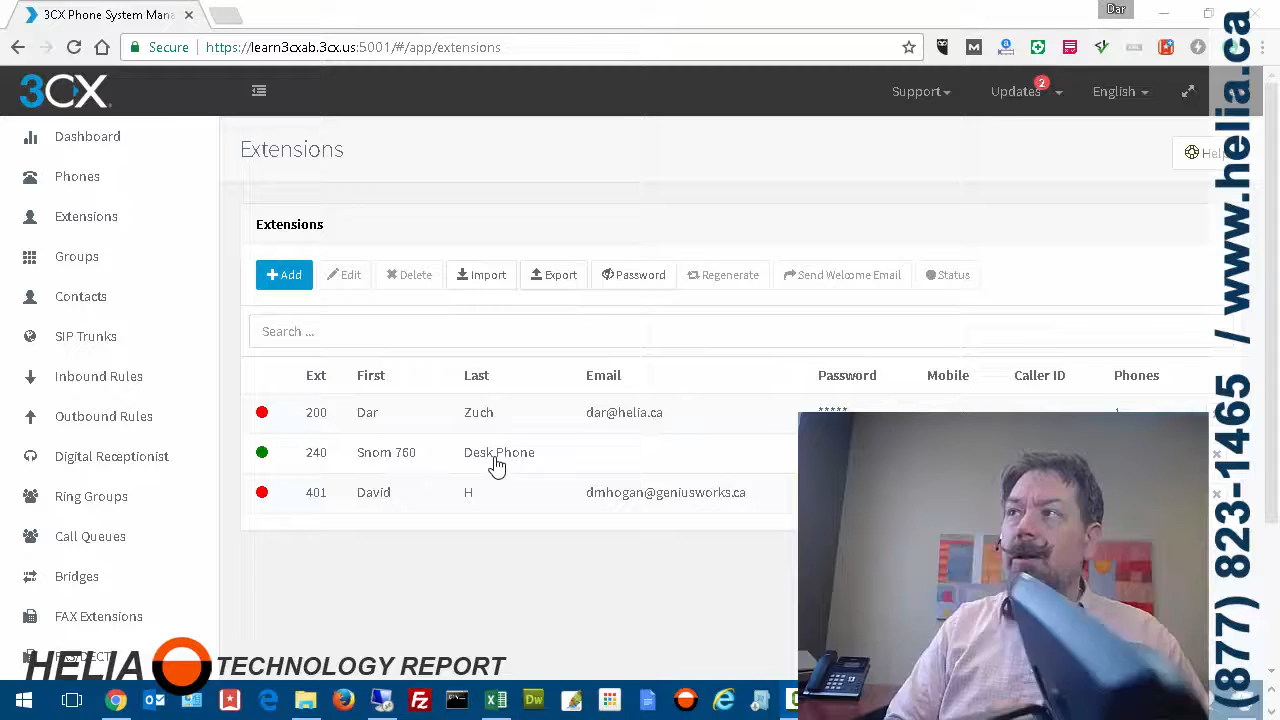 3CX Phone System Mana
Dar
Secure
https://learn3cxab.3cx.us:5001/#/app/extensions
3CX
Support
Updates
2
English
Dashboard
Phones
Extensions
Groups
Contacts
SIP Trunks
Inbound Rules
Outbound Rules
Digital Receptionist
Ring Groups
Call Queues
Bridges
FAX Extensions
Extensions
Help
Extensions
Add Edit Delete Import Export Password Regenerate Send Welcome Email Status
Search ...
Ext First Last Email Password Mobile Caller ID Phones
200 Dar Zuch dar@helia.ca *****
240 Snom 760 Desk Phone
401 David H dmhogan@geniusworks.ca
HELIA TECHNOLOGY REPORT
(877) 823-1465 / www.helia.ca